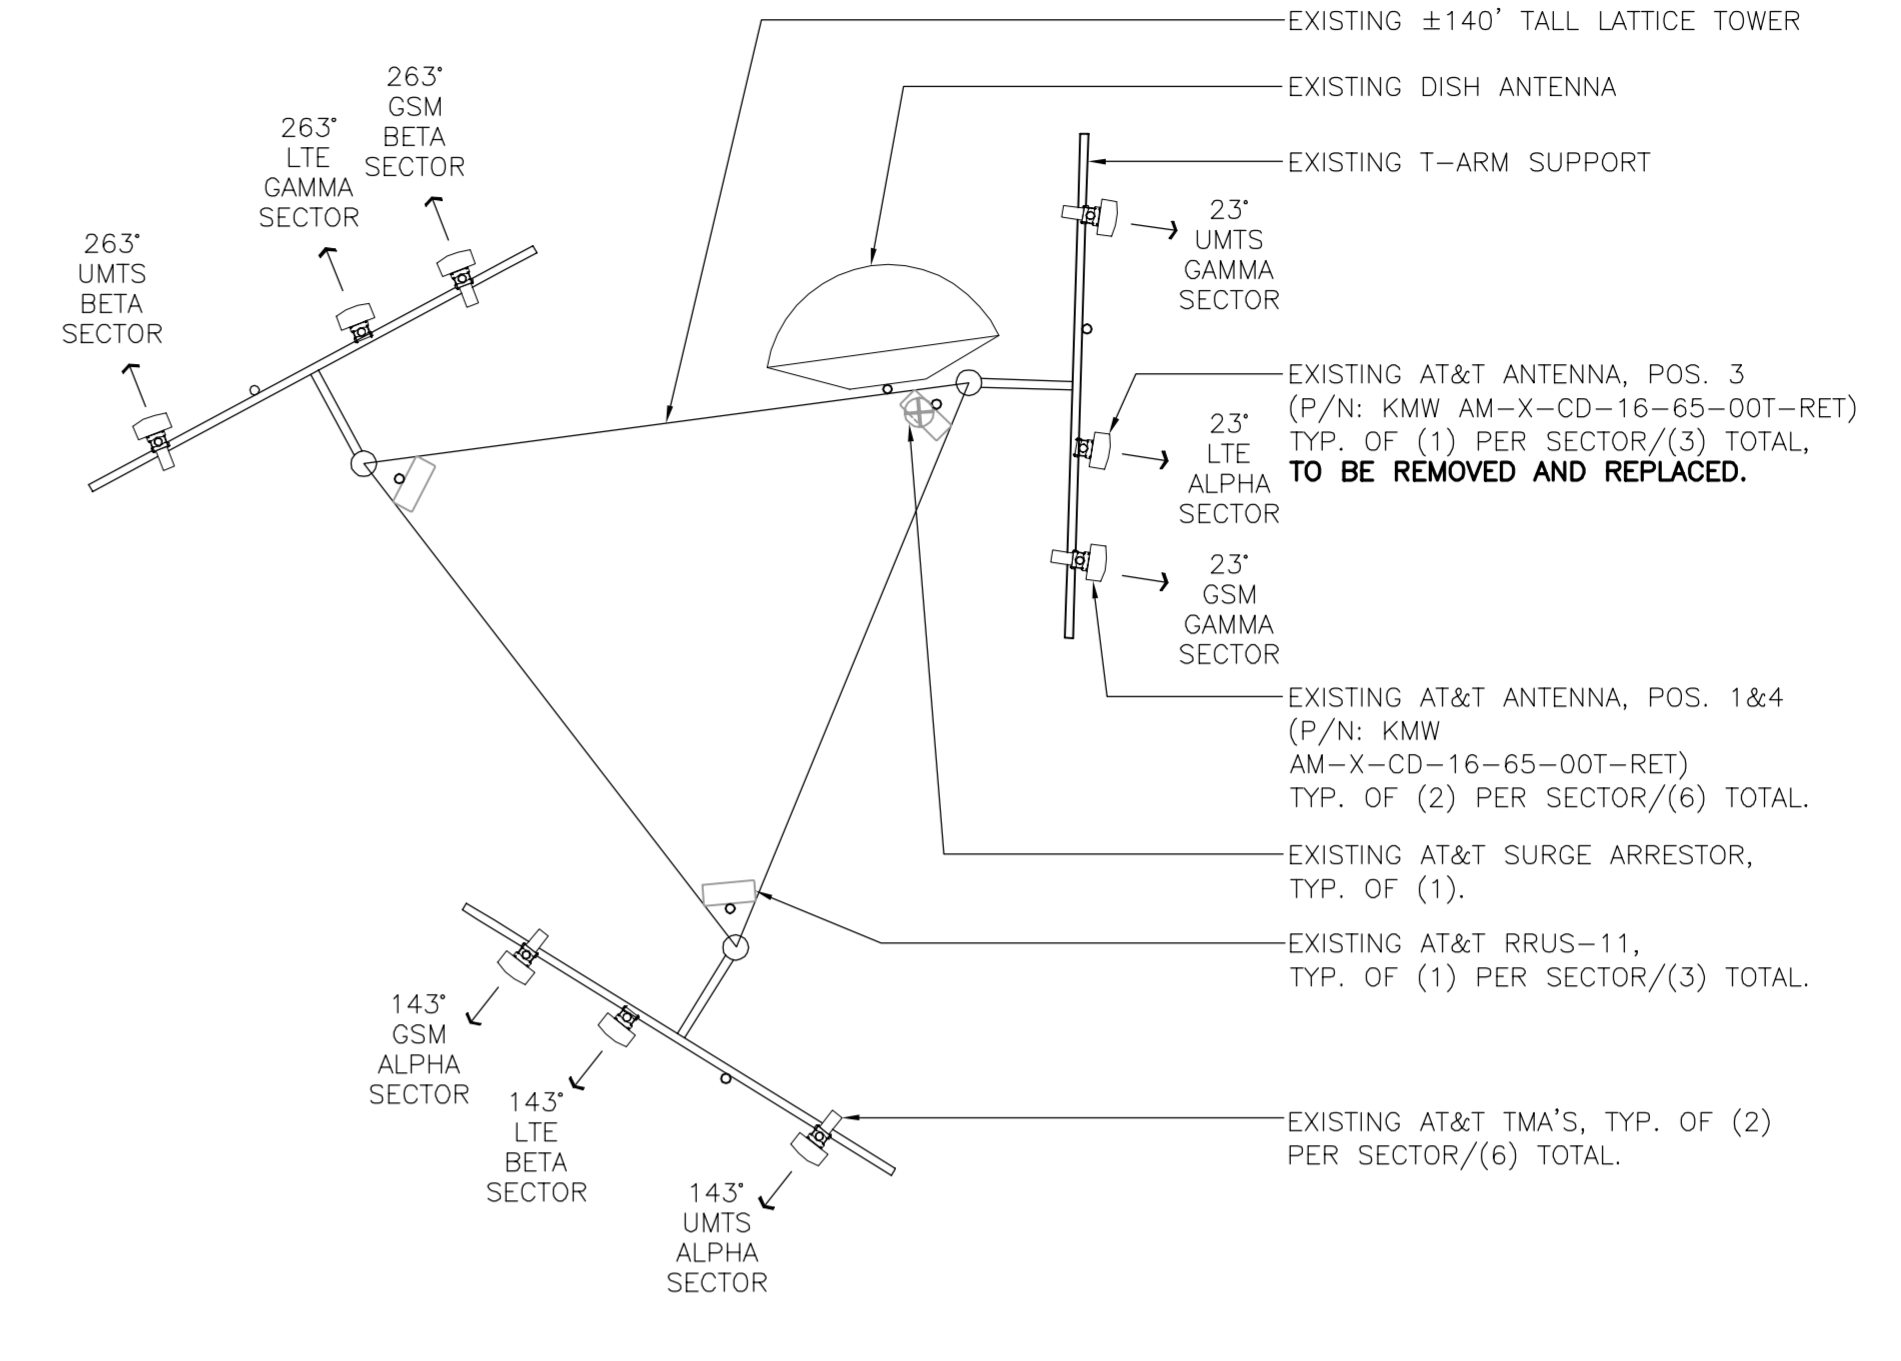 EXISTING ±140' TALL LATTICE TOWER
EXISTING DISH ANTENNA
EXISTING T-ARM SUPPORT
263°
GSM
BETA
SECTOR
263°
LTE
GAMMA
SECTOR
263°
UMTS
BETA
SECTOR
23°
UMTS
GAMMA
SECTOR
EXISTING AT&T ANTENNA, POS. 3
(P/N: KMW AM-X-CD-16-65-00T-RET)
TYP. OF (1) PER SECTOR/(3) TOTAL,
TO BE REMOVED AND REPLACED.
23°
LTE
ALPHA
SECTOR
23°
GSM
GAMMA
SECTOR
EXISTING AT&T ANTENNA, POS. 1&4
(P/N: KMW
AM-X-CD-16-65-00T-RET)
TYP. OF (2) PER SECTOR/(6) TOTAL.
EXISTING AT&T SURGE ARRESTOR,
TYP. OF (1).
EXISTING AT&T RRUS-11,
TYP. OF (1) PER SECTOR/(3) TOTAL.
143°
GSM
ALPHA
SECTOR
143°
LTE
BETA
SECTOR
143°
UMTS
ALPHA
SECTOR
EXISTING AT&T TMA'S, TYP. OF (2)
PER SECTOR/(6) TOTAL.